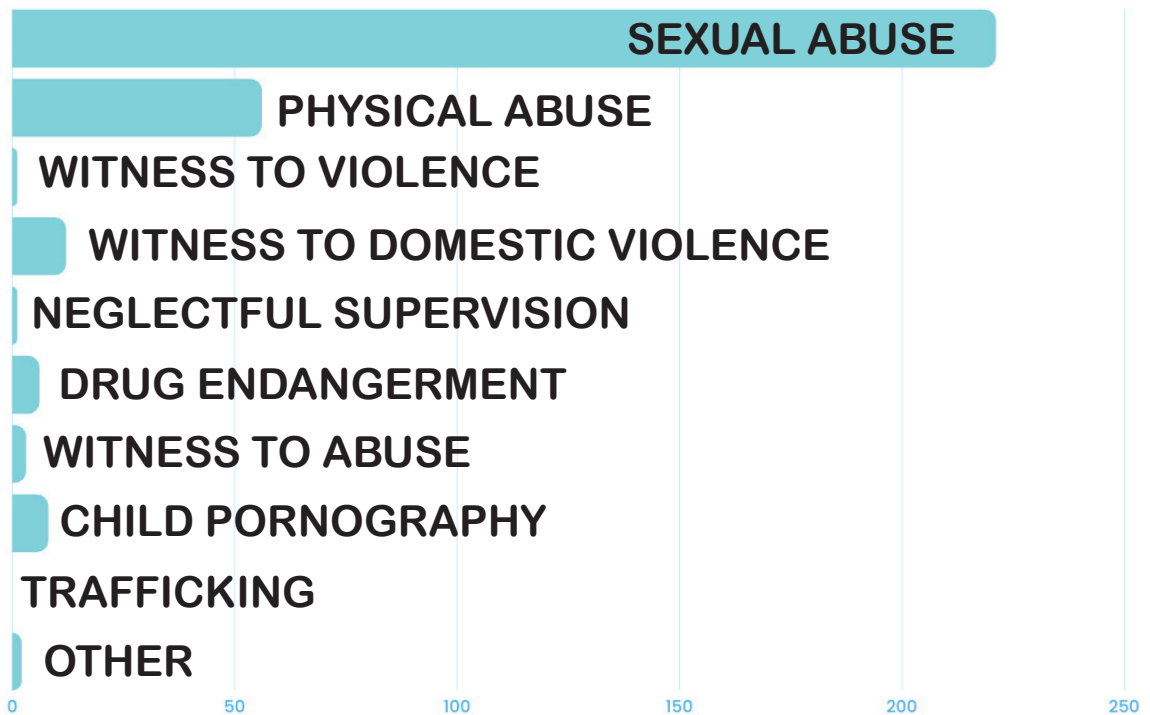 SEXUAL ABUSE
PHYSICAL ABUSE
WITNESS TO VIOLENCE
WITNESS TO DOMESTIC VIOLENCE
NEGLECTFUL SUPERVISION
DRUG ENDANGERMENT
WITNESS TO ABUSE
CHILD PORNOGRAPHY
TRAFFICKING
OTHER
0 50 100 150 200 250